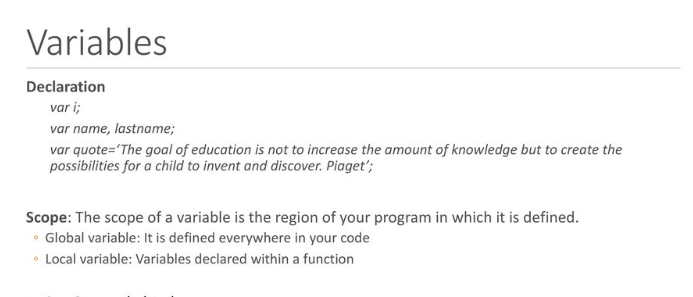 Variables
Declaration
var i;
var name, lastname;
var quote=‘The goal of education is not to increase the amount of knowledge but to create the
possibilities for a child to invent and discover. Piaget’;
Scope: The scope of a variable is the region of your program in which it is defined.
◦ Global variable: It is defined everywhere in your code
◦ Local variable: Variables declared within a function